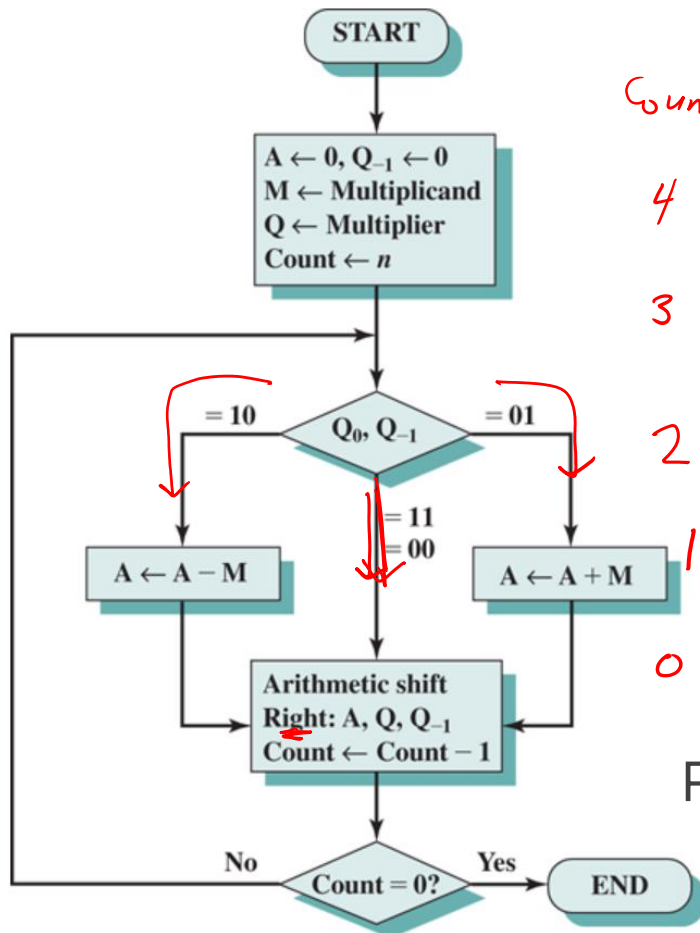 START
Coun
A ← 0, Q₋₁ ← 0
M ← Multiplicand
Q ← Multiplier
Count ← n
4
3
= 10
Q₀, Q₋₁
= 01
2
= 11
= 00
A ← A − M
A ← A + M
1
0
Arithmetic shift
Right: A, Q, Q₋₁
Count ← Count − 1
No
Count = 0?
Yes
END